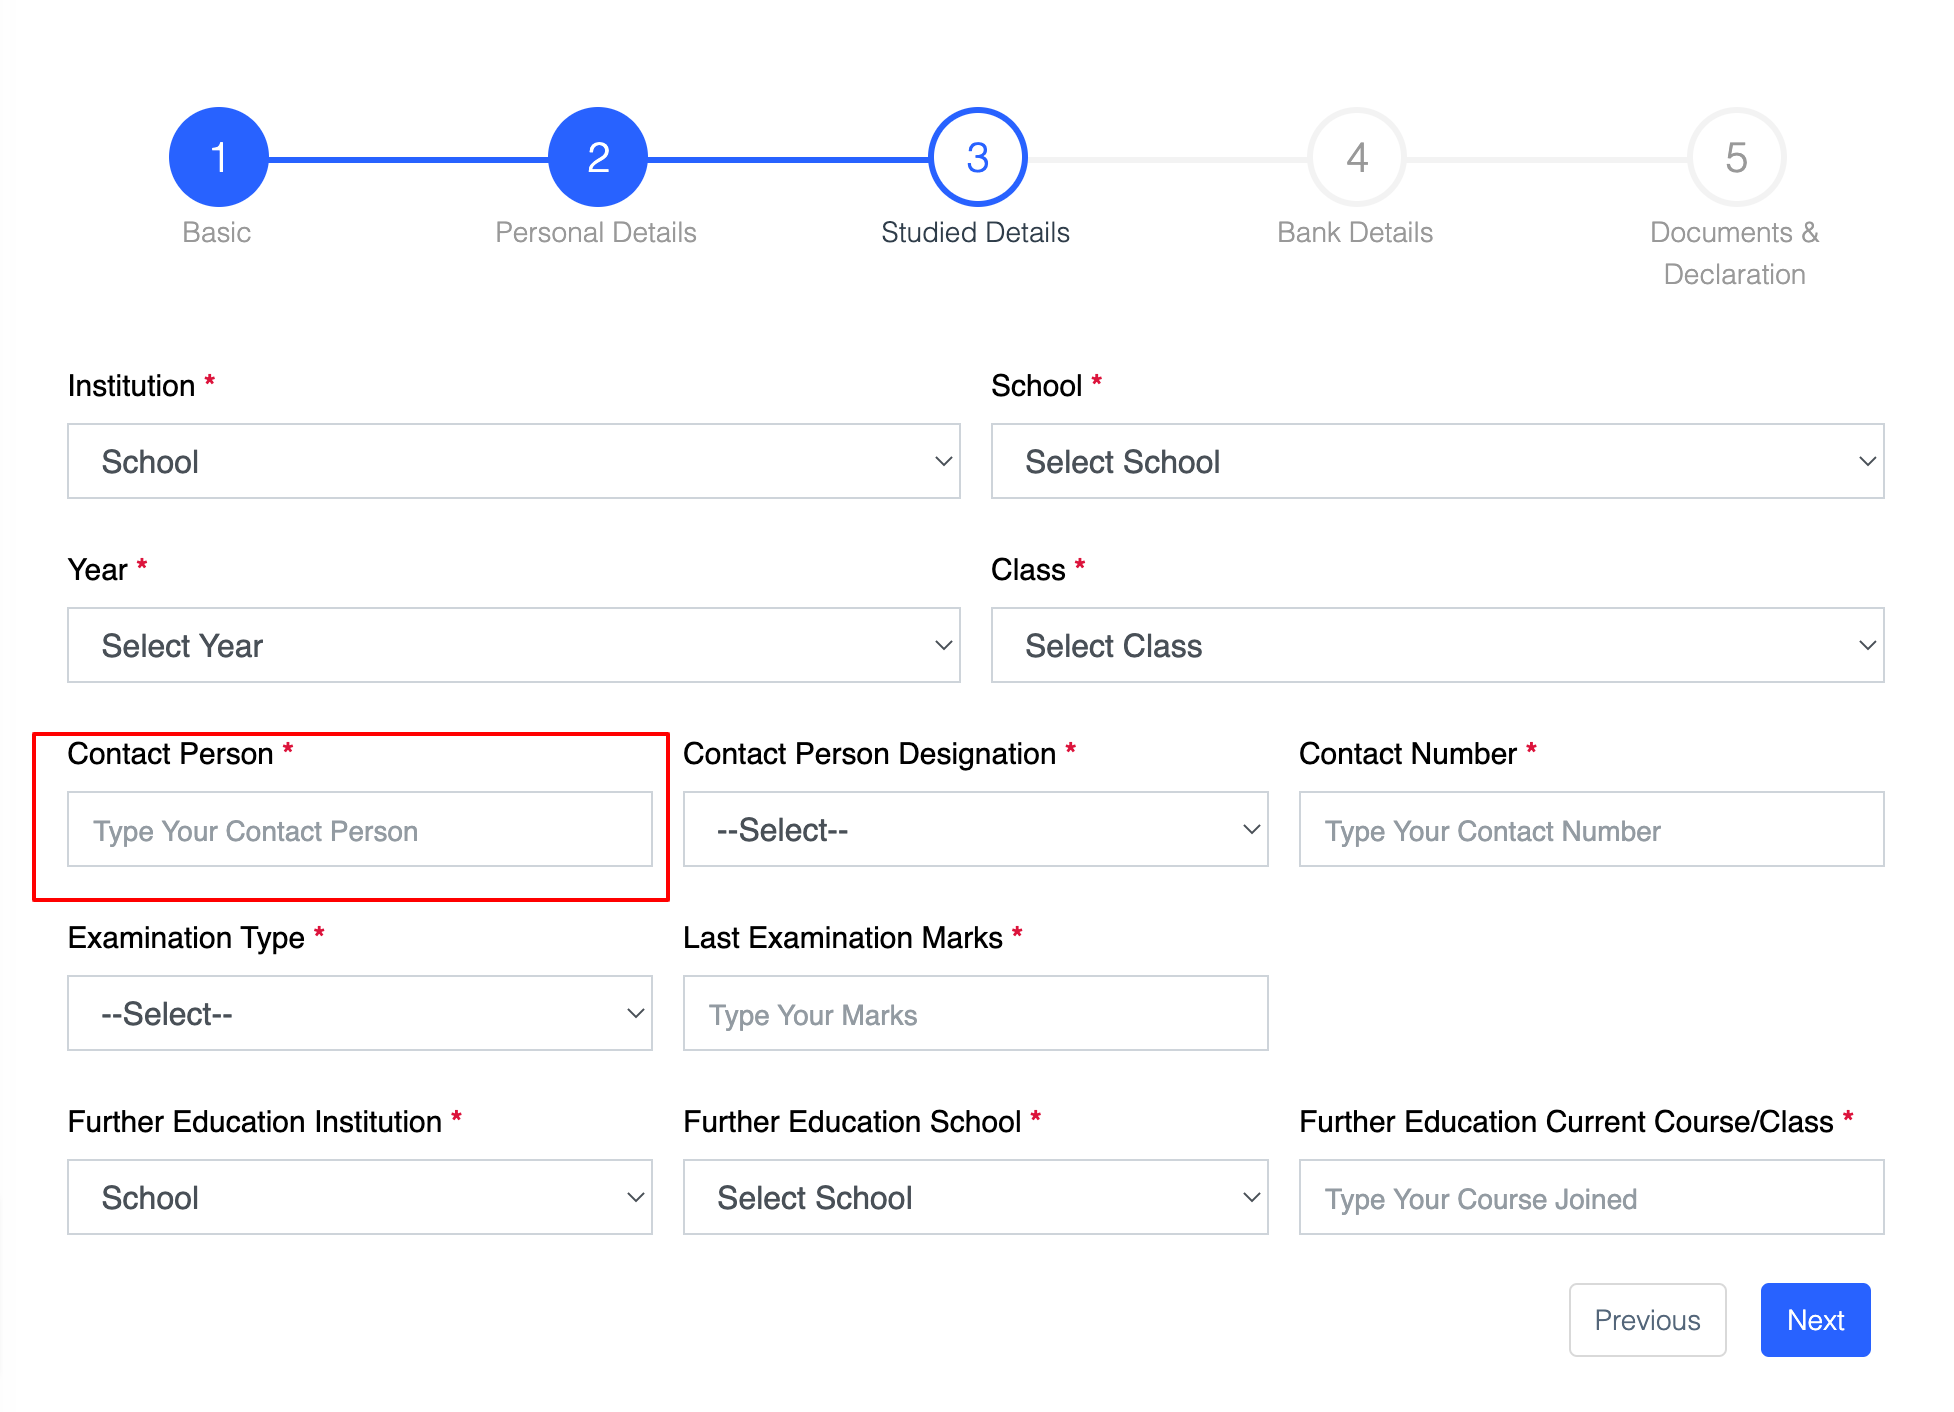 1
2
3
4
5
Basic
Personal Details
Studied Details
Bank Details
Documents &
Declaration
Institution *
School *
School
Select School
Year *
Class *
Select Year
Select Class
Contact Person *
Contact Person Designation *
Contact Number *
Type Your Contact Person
--Select--
Type Your Contact Number
Examination Type *
Last Examination Marks *
--Select--
Type Your Marks
Further Education Institution *
Further Education School *
Further Education Current Course/Class *
School
Select School
Type Your Course Joined
Previous
Next